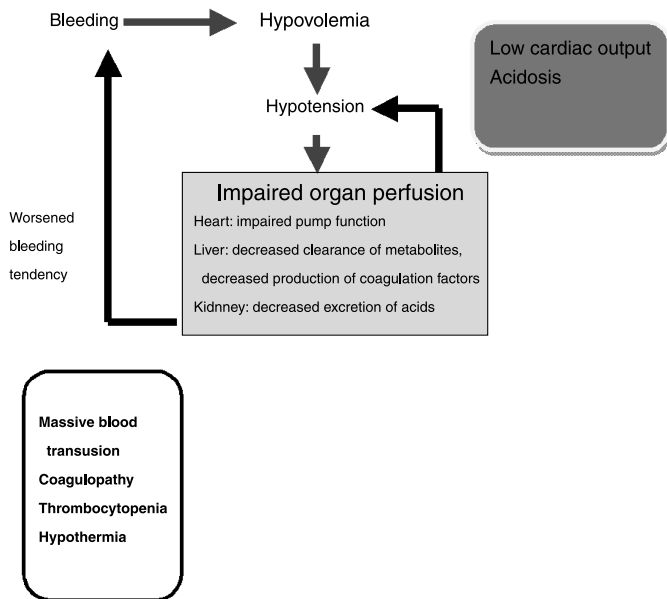 Bleeding
Hypovolemia
Low cardiac output
Acidosis
Hypotension
Impaired organ perfusion
Heart: impaired pump function
Liver: decreased clearance of metabolites,
decreased production of coagulation factors
Kidnney: decreased excretion of acids
Worsened
bleeding
tendency
Massive blood
transusion
Coagulopathy
Thrombocytopenia
Hypothermia